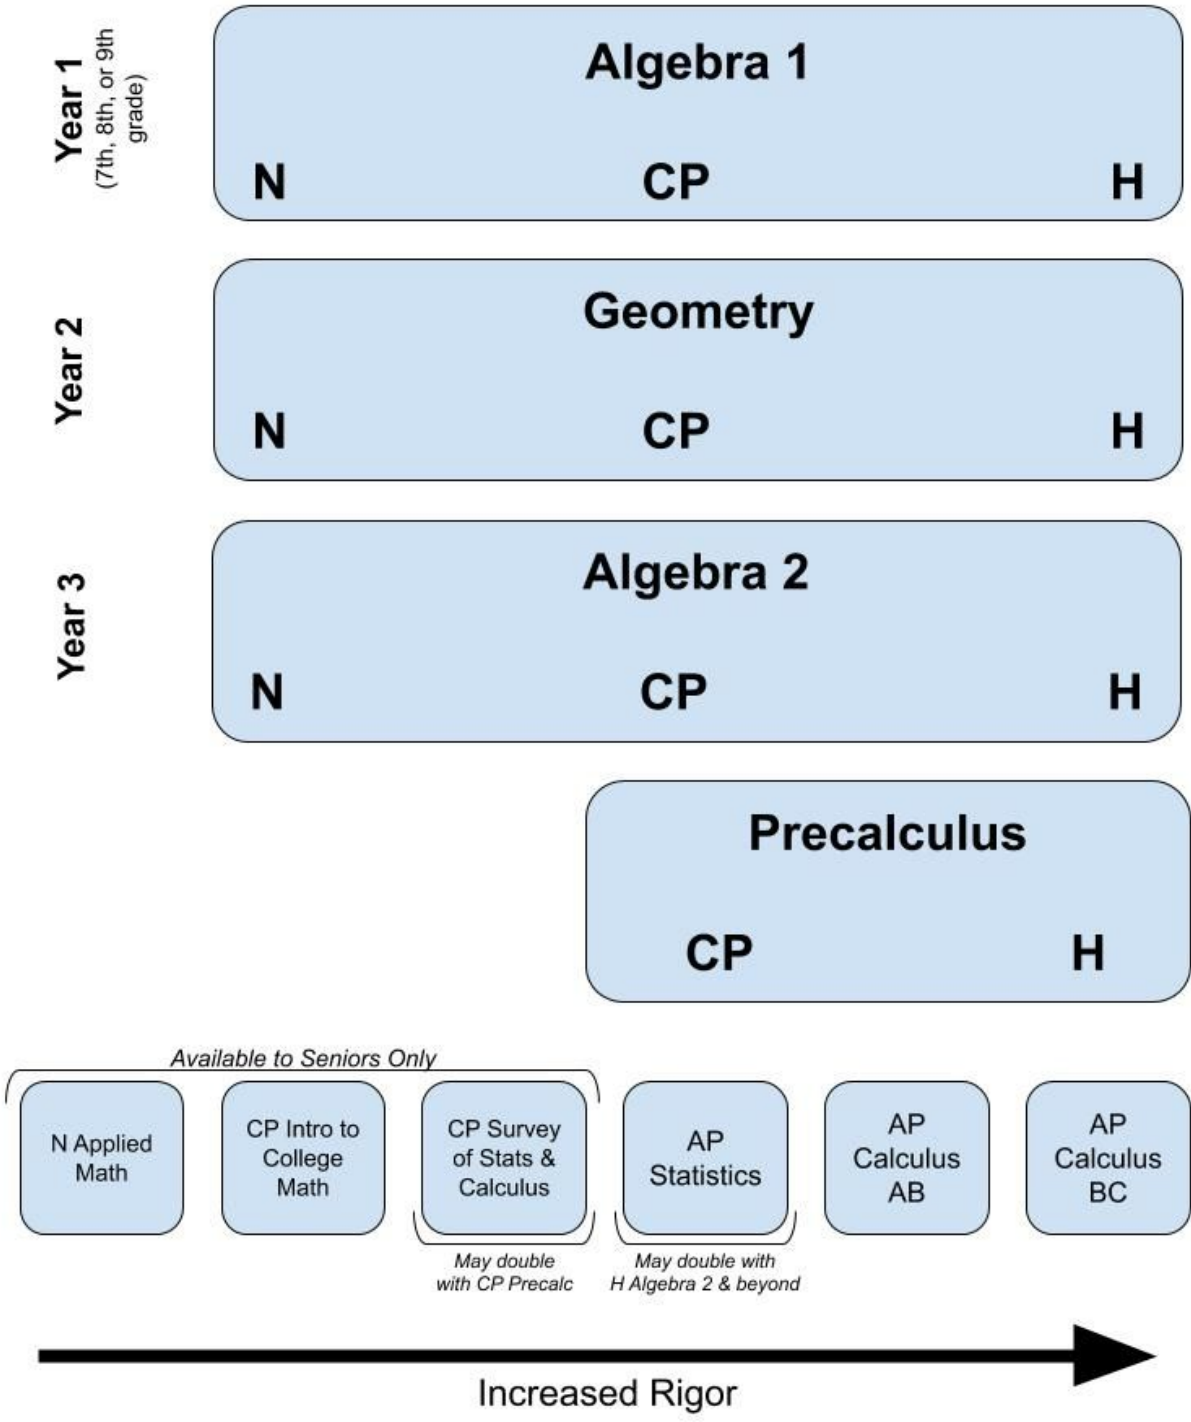 Year 1
(7th, 8th, or 9th
grade)
Algebra 1
N CP H
Year 2
Geometry
N CP H
Year 3
Algebra 2
N CP H
Precalculus
CP H
Available to Seniors Only
N Applied
Math
CP Intro to
College
Math
CP Survey
of Stats &
Calculus
AP
Statistics
AP
Calculus
AB
AP
Calculus
BC
May double
with CP Precalc
May double with
H Algebra 2 & beyond
Increased Rigor